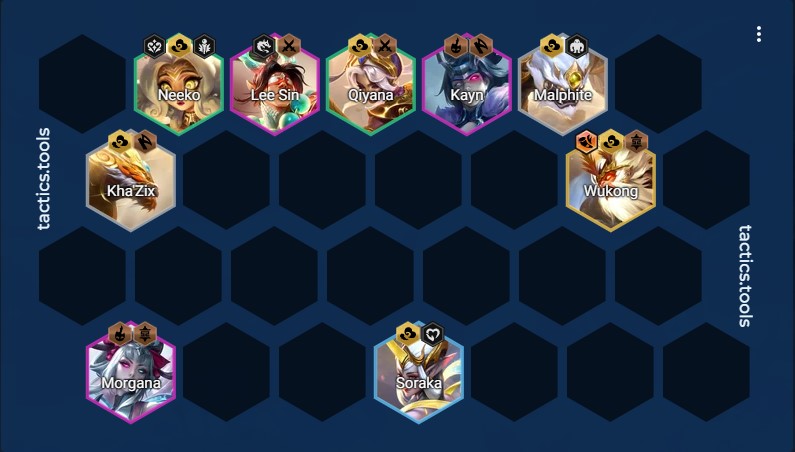 Neeko
Lee Sin
Qiyana
Kayn
Malphite
tactics.tools
Kha'Zix
Wukong
tactics.tools
Morgana
Soraka